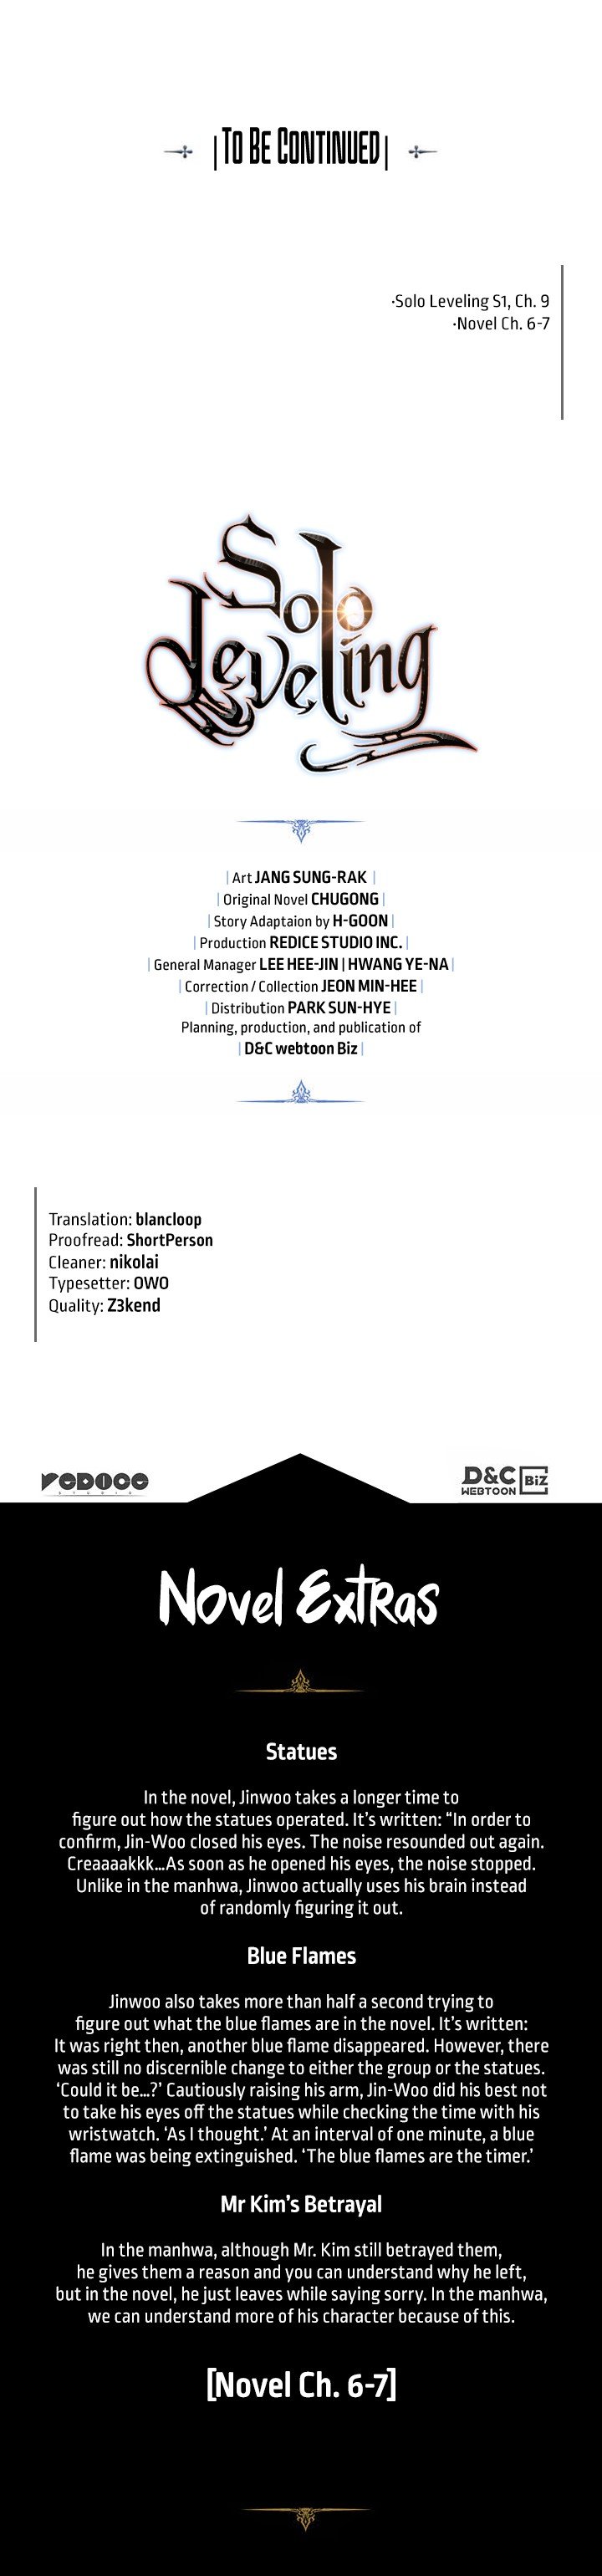 TO BE CONTINUED
·Solo Leveling S1, Ch. 9
·Novel Ch. 6-7
Solo
Leveling
| Art JANG SUNG-RAK |
| Original Novel CHUGONG |
| Story Adaptaion by H-GOON |
| Production REDICE STUDIO INC. |
| General Manager LEE HEE-JIN | HWANG YE-NA |
| Correction / Collection JEON MIN-HEE |
| Distribution PARK SUN-HYE |
Planning, production, and publication of
| D&C webtoon Biz |
Translation: blancloop
Proofread: ShortPerson
Cleaner: nikolai
Typesetter: OWO
Quality: Z3kend
REDICE
STUDIO
D&C BIZ
WEBTOON
Novel Extras
Statues
In the novel, Jinwoo takes a longer time to
figure out how the statues operated. It's written: “In order to
confirm, Jin-Woo closed his eyes. The noise resounded out again.
Creaaaakkk...As soon as he opened his eyes, the noise stopped.
Unlike in the manhwa, Jinwoo actually uses his brain instead
of randomly figuring it out.
Blue Flames
Jinwoo also takes more than half a second trying to
figure out what the blue flames are in the novel. It's written:
It was right then, another blue flame disappeared. However, there
was still no discernible change to either the group or the statues.
‘Could it be...?’ Cautiously raising his arm, Jin-Woo did his best not
to take his eyes off the statues while checking the time with his
wristwatch. ‘As I thought.’ At an interval of one minute, a blue
flame was being extinguished. ‘The blue flames are the timer.’
Mr Kim's Betrayal
In the manhwa, although Mr. Kim still betrayed them,
he gives them a reason and you can understand why he left,
but in the novel, he just leaves while saying sorry. In the manhwa,
we can understand more of his character because of this.
[Novel Ch. 6-7]